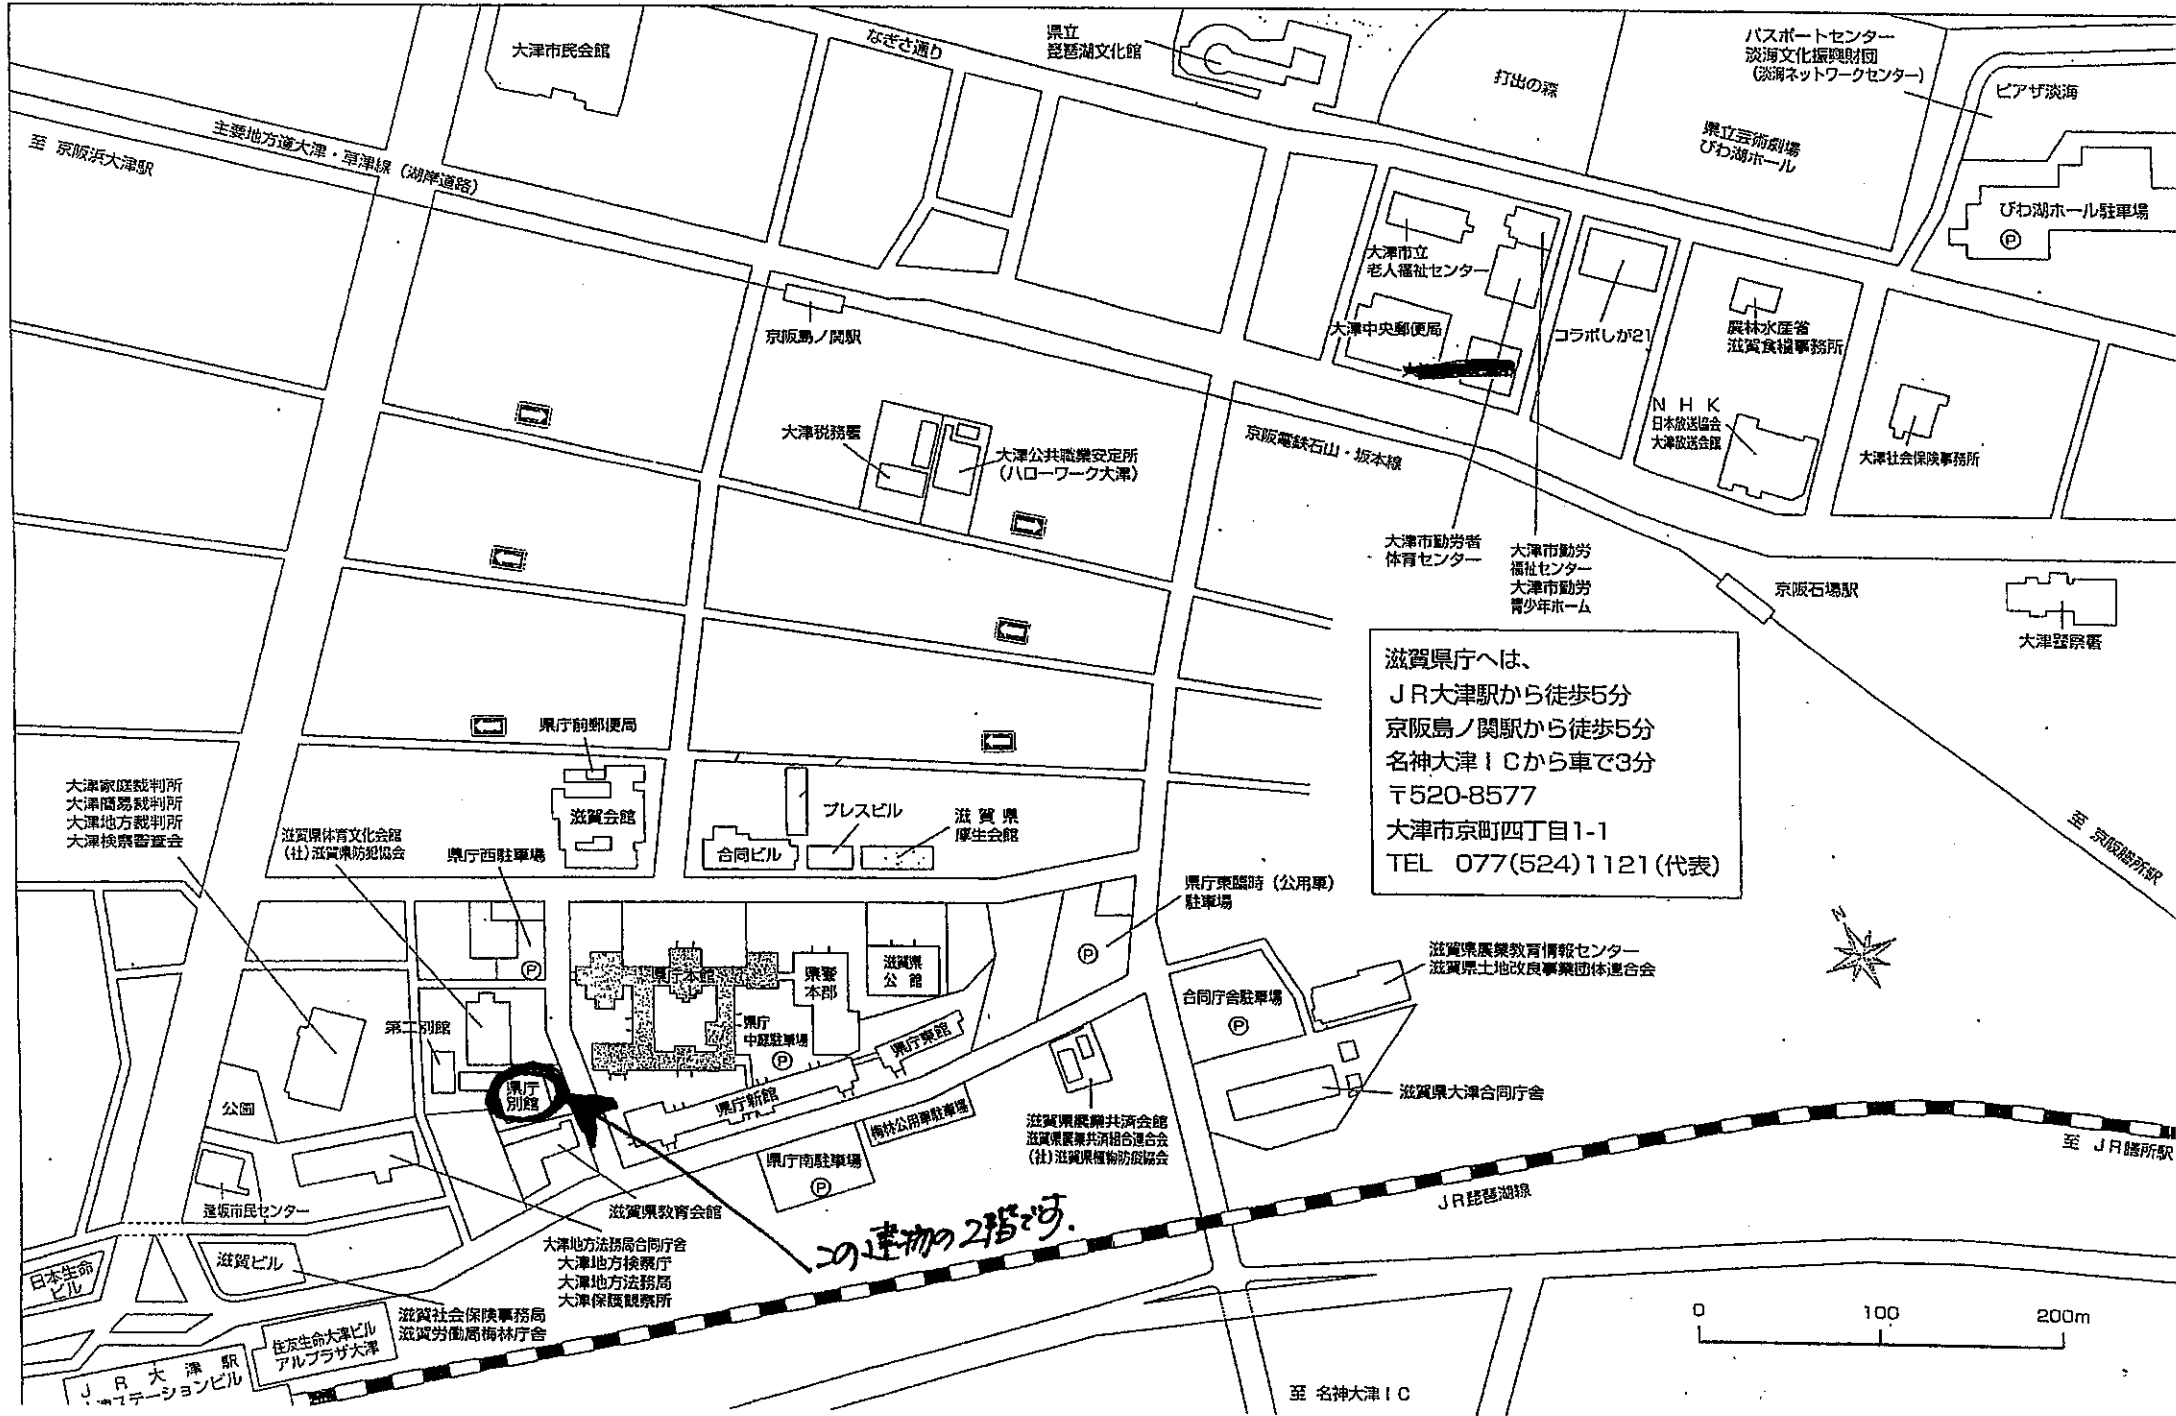 大津市民会館
なぎさ通り
県立
琵琶湖文化館
打出の森
パスポートセンター
淡海文化振興財団
(淡海ネットワークセンター)
ピアザ淡海
県立芸術劇場
びわ湖ホール
びわ湖ホール駐車場
P
至 京阪浜大津駅
主要地方道大津・草津線(湖岸道路)
大津市立
老人福祉センター
大津中央郵便局
コラボしが21
農林水産省
滋賀食糧事務所
京阪島ノ関駅
NHK
日本放送協会
大津放送会館
大津社会保険事務所
大津税務署
大津公共職業安定所
(ハローワーク大津)
京阪電鉄石山・坂本線
大津市勤労者
体育センター
大津市勤労
福祉センター
大津市勤労
青少年ホーム
京阪石場駅
大津警察署
滋賀県庁へは、
JR大津駅から徒歩5分
京阪島ノ関駅から徒歩5分
名神大津ICから車で3分
〒520-8577
大津市京町四丁目1-1
TEL 077(524)1121(代表)
至 京阪膳所駅
県庁前郵便局
滋賀会館
プレスビル
滋賀県
厚生会館
合同ビル
大津家庭裁判所
大津簡易裁判所
大津地方裁判所
大津検察審査会
滋賀県体育文化会館
(社)滋賀県防犯協会
県庁西駐車場
P
県庁東臨時(公用車)
駐車場
P
N
県庁本館
県警
本部
滋賀県
公館
県庁
中庭駐車場
P
第二別館
県庁
別館
県庁新館
県庁東館
合同庁舎駐車場
P
滋賀県農業教育情報センター
滋賀県土地改良事業団体連合会
滋賀県大津合同庁舎
公園
梅林公用車駐車場
県庁南駐車場
P
滋賀県農業共済会館
滋賀県農業共済組合連合会
(社)滋賀県植物防疫協会
至 JR膳所駅
JR琵琶湖線
逢坂市民センター
滋賀県教育会館
この建物の2階です.
大津地方法務局合同庁舎
大津地方検察庁
大津地方法務局
大津保護観察所
滋賀ビル
日本生命
ビル
滋賀社会保険事務局
滋賀労働局梅林庁舎
住友生命大津ビル
アルプラザ大津
JR大津駅
ステーションビル
至 名神大津IC
0 100 200m